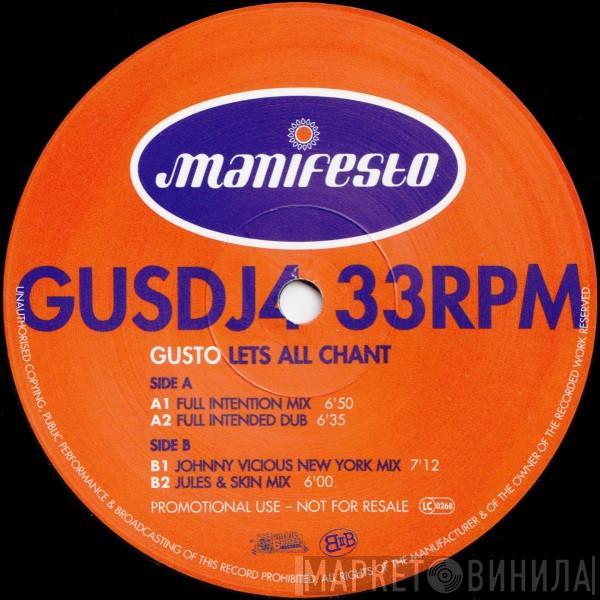 manifesto
GUSDJ4 33RPM
GUSTO LETS ALL CHANT
SIDE A
A1 FULL INTENTION MIX 6'50
A2 FULL INTENDED DUB 6'35
SIDE B
B1 JOHNNY VICIOUS NEW YORK MIX 7'12
B2 JULES & SKIN MIX 6'00
PROMOTIONAL USE – NOT FOR RESALE LC 0268
UNAUTHORISED COPYING, PUBLIC PERFORMANCE & BROADCASTING OF THIS RECORD PROHIBITED, ALL RIGHTS OF THE MANUFACTURER & OF THE OWNER OF THE RECORDED WORK RESERVED
МАРКЕТ ВИНИЛА